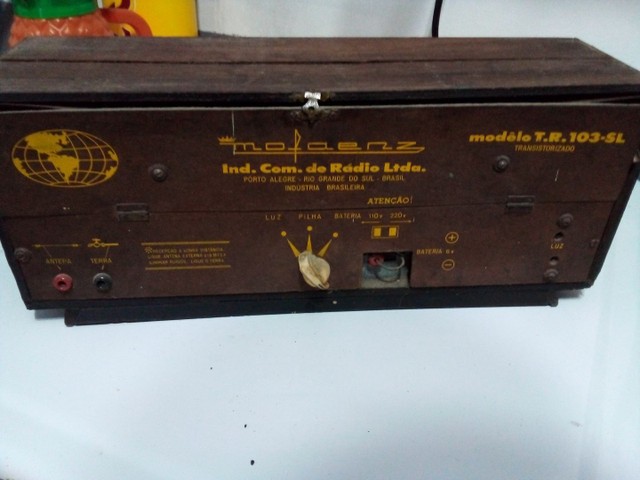 mofaenz
modêlo T.R. 103-SL
TRANSISTORIZADO
Ind. Com. de Rádio Ltda.
PORTO ALEGRE - RIO GRANDE DO SUL - BRASIL
INDÚSTRIA BRASILEIRA
ATENÇÃO!
LUZ PILHA BATERIA 110v 220v
ANTENA TERRA
BATERIA 6v
LUZ